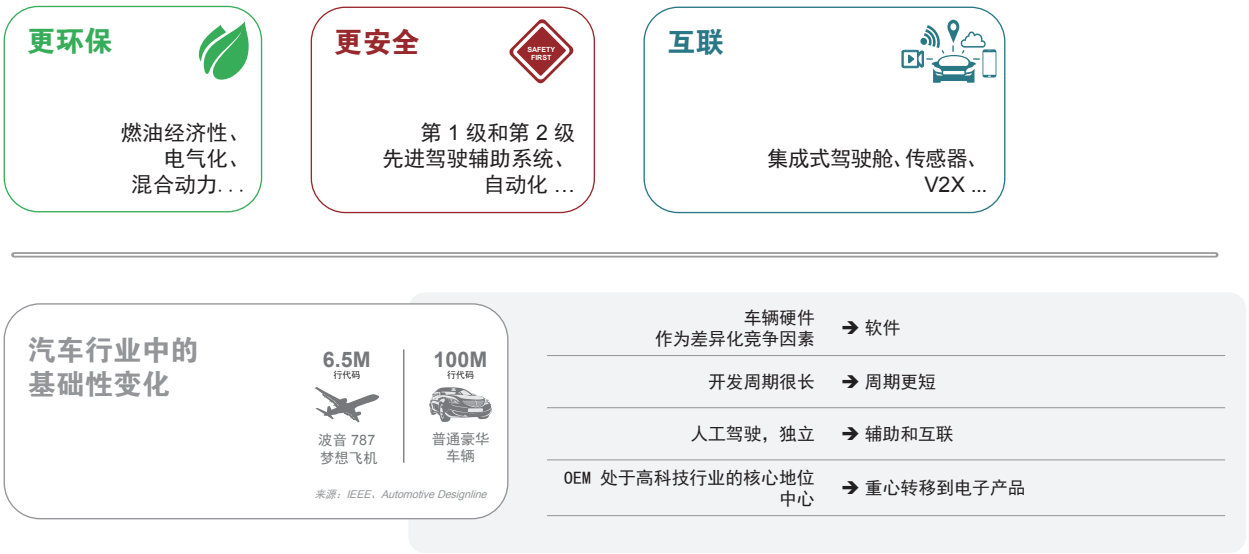 更环保
燃油经济性、
电气化、
混合动力. . .
更安全
SAFETY
FIRST
第 1 级和第 2 级
先进驾驶辅助系统、
自动化 ...
互联
集成式驾驶舱、传感器、
V2X ...
汽车行业中的
基础性变化
6.5M
行代码
波音 787
梦想飞机
100M
行代码
普通豪华
车辆
来源：IEEE、Automotive Designline
车辆硬件
作为差异化竞争因素
➔ 软件
开发周期很长 ➔ 周期更短
人工驾驶，独立 ➔ 辅助和互联
OEM 处于高科技行业的核心地位
中心
➔ 重心转移到电子产品